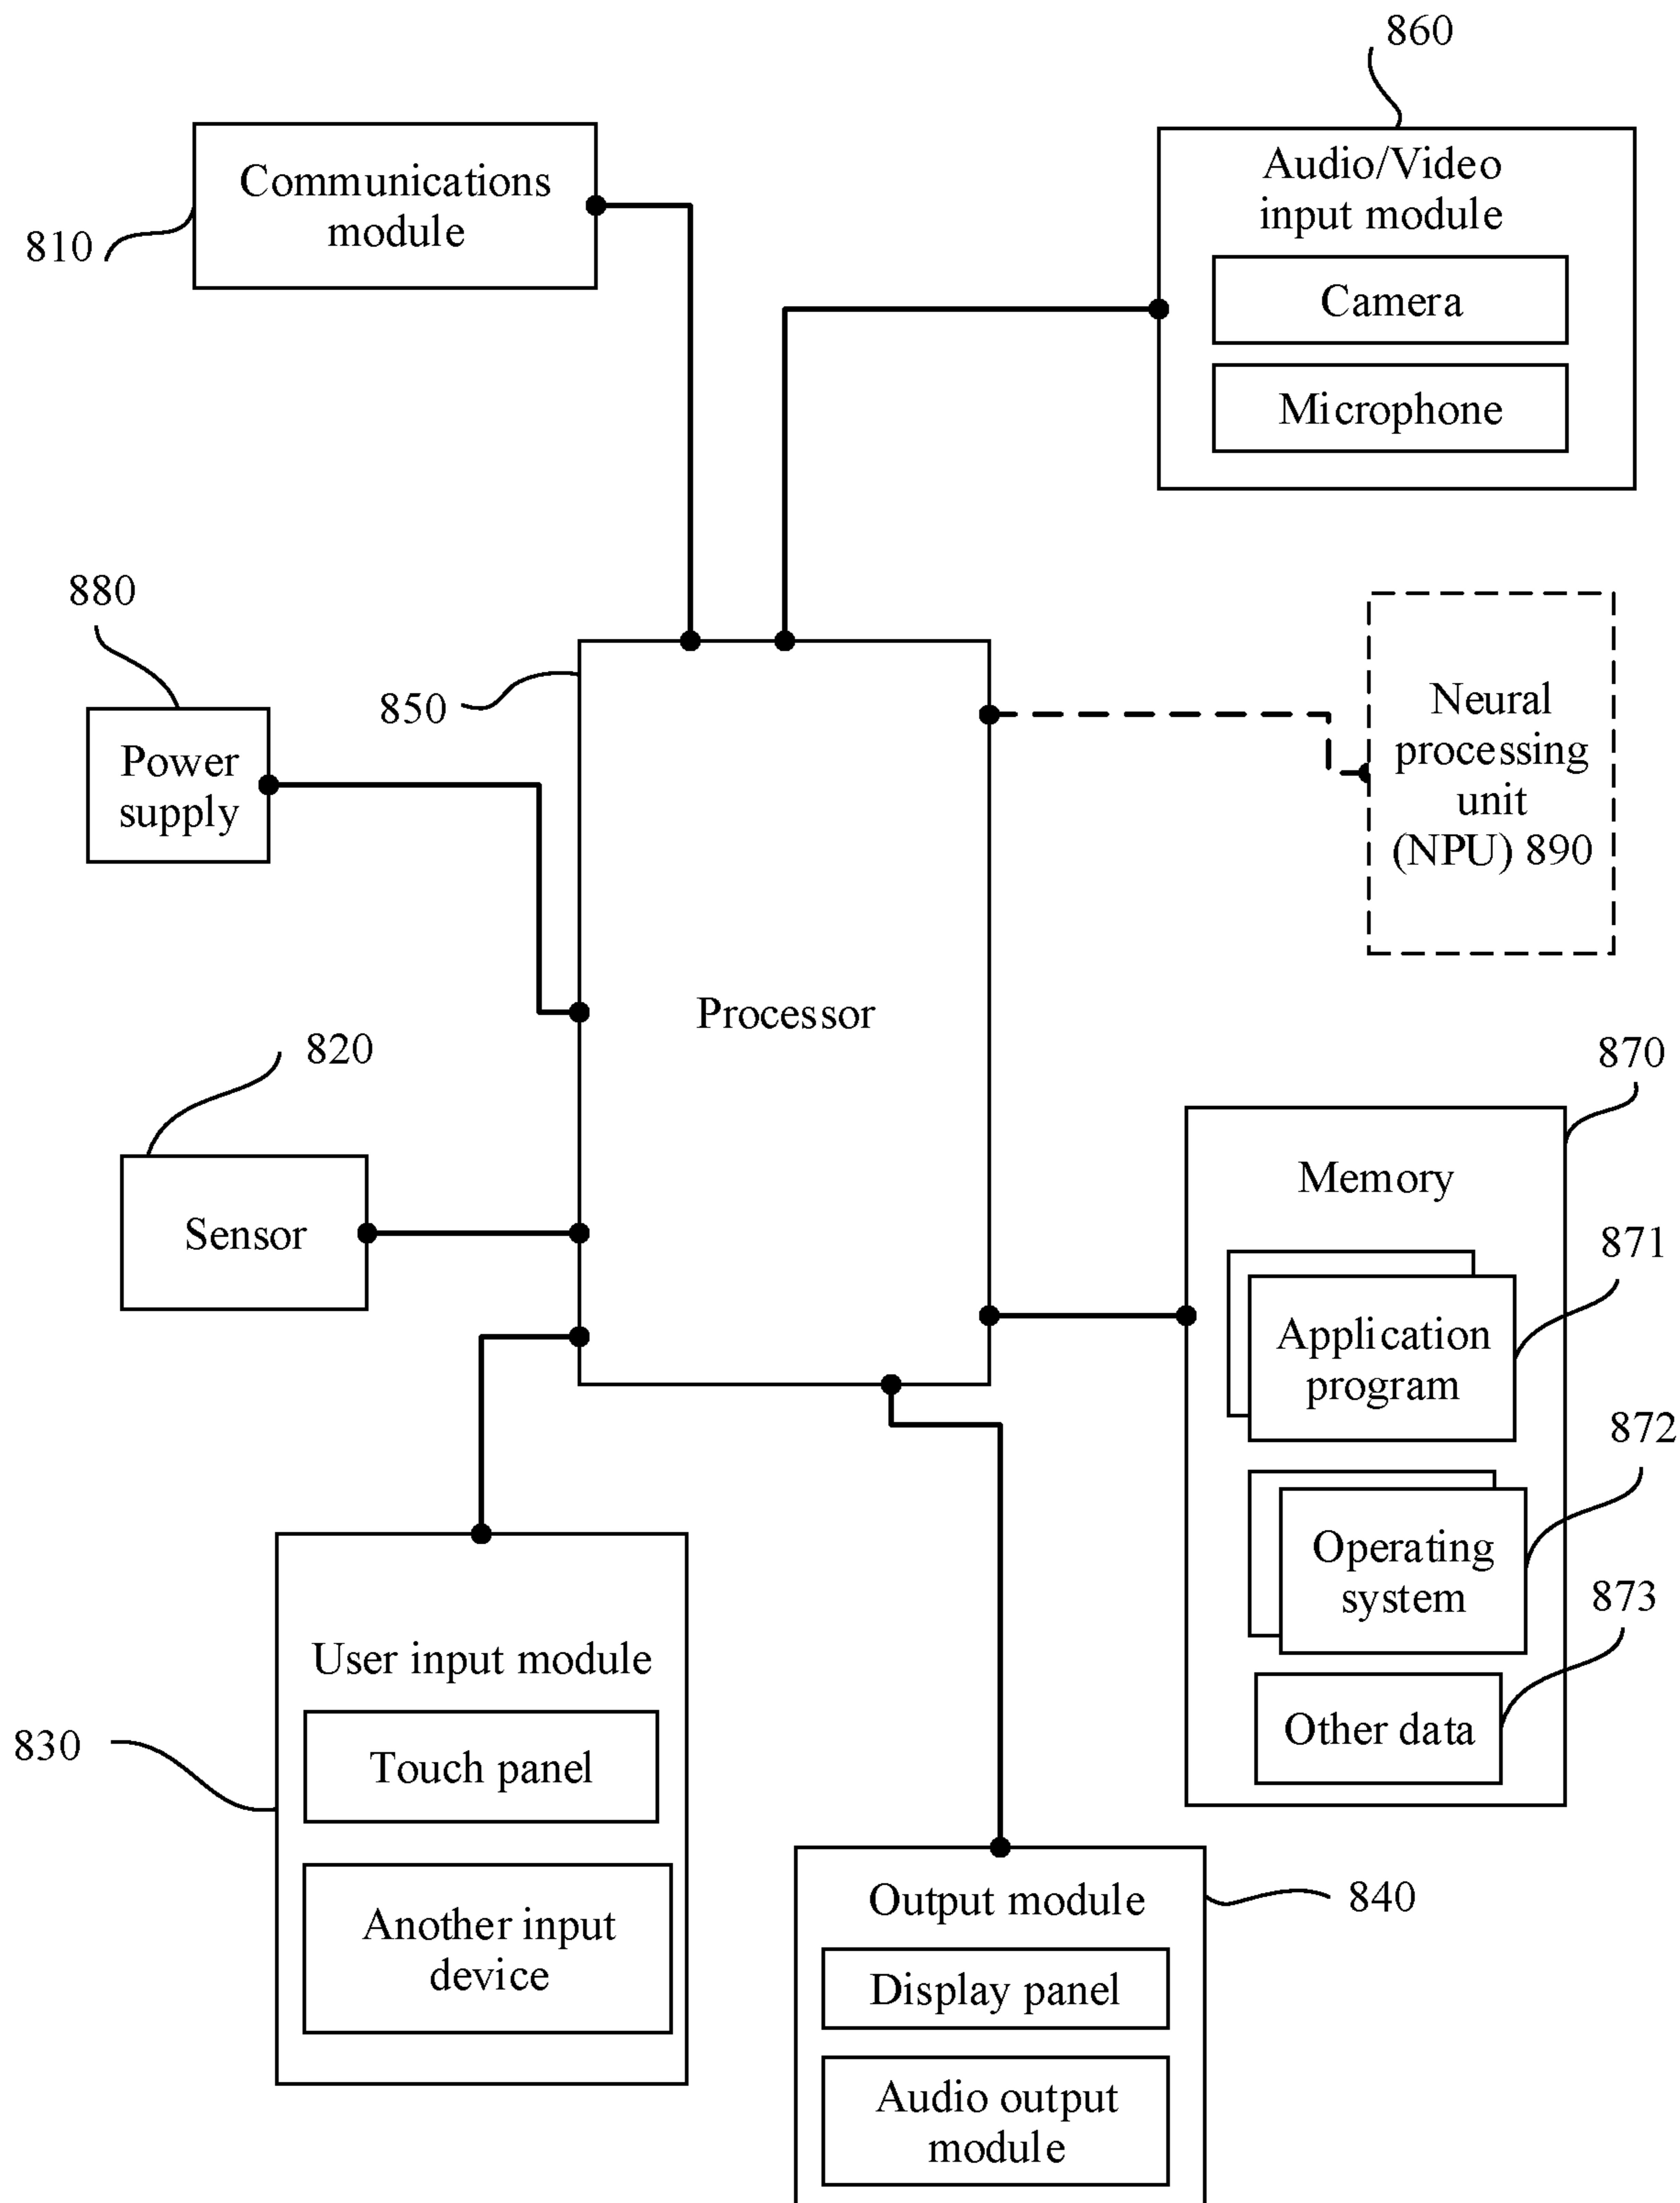 860
Communications
module
810
Audio/Video
input module
Camera
Microphone
880
Power
supply
850
Processor
Neural
processing
unit
(NPU) 890
820
Sensor
870
Memory
871
Application
program
872
Operating
system
873
Other data
User input module
830
Touch panel
Another input
device
Output module
840
Display panel
Audio output
module